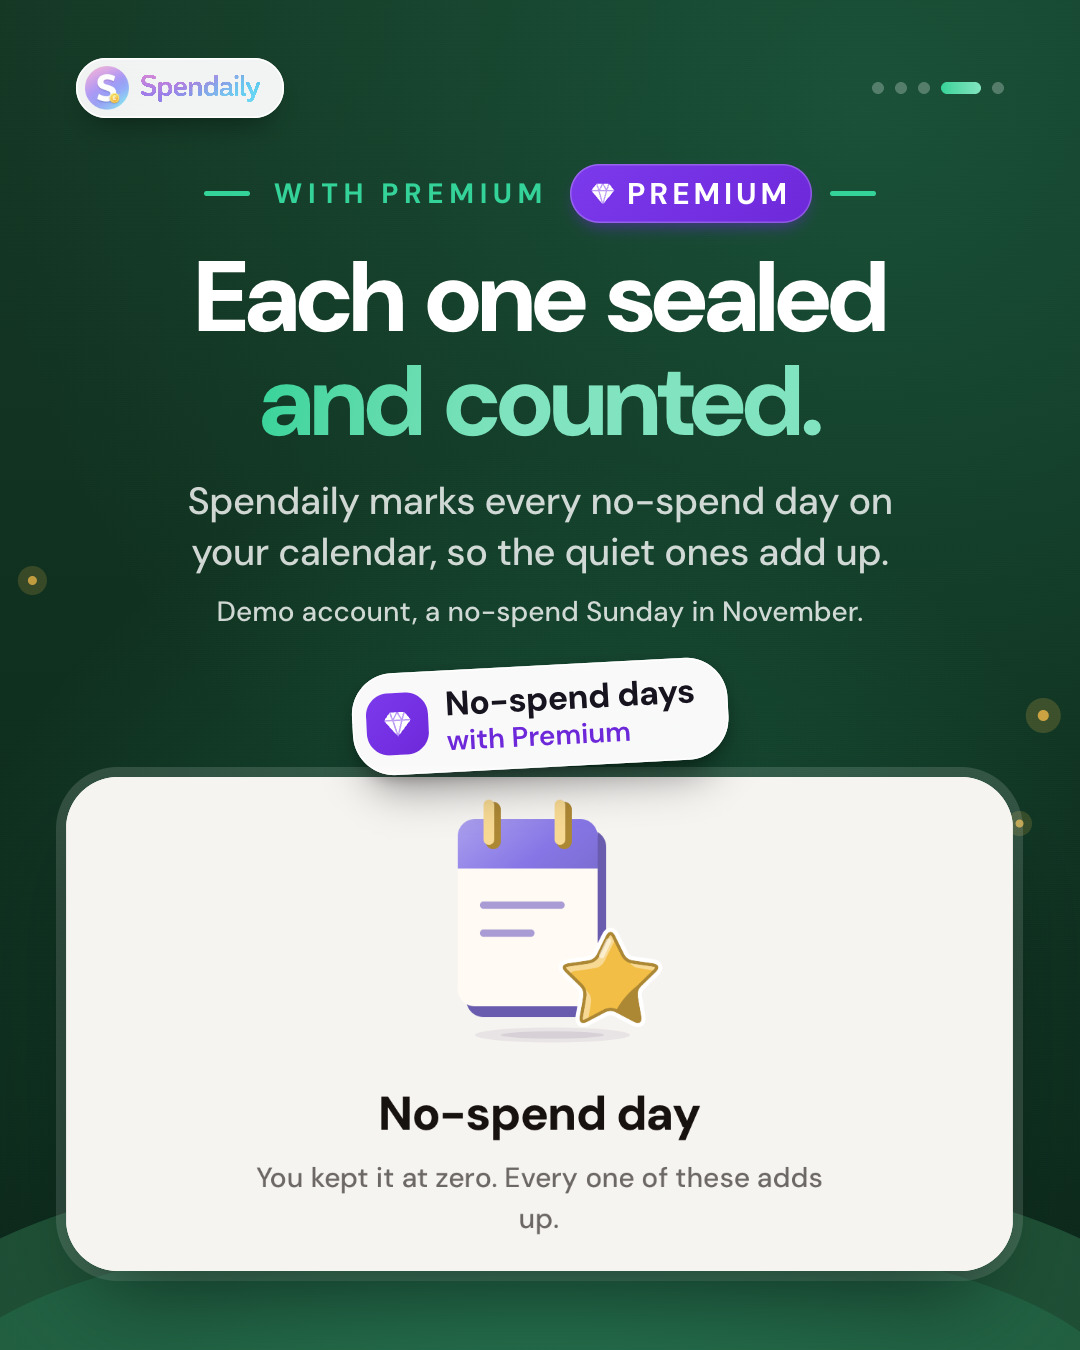 Spendaily
WITH PREMIUM PREMIUM
Each one sealed
and counted.
Spendaily marks every no-spend day on
your calendar, so the quiet ones add up.
Demo account, a no-spend Sunday in November.
No-spend days
with Premium
No-spend day
You kept it at zero. Every one of these adds
up.